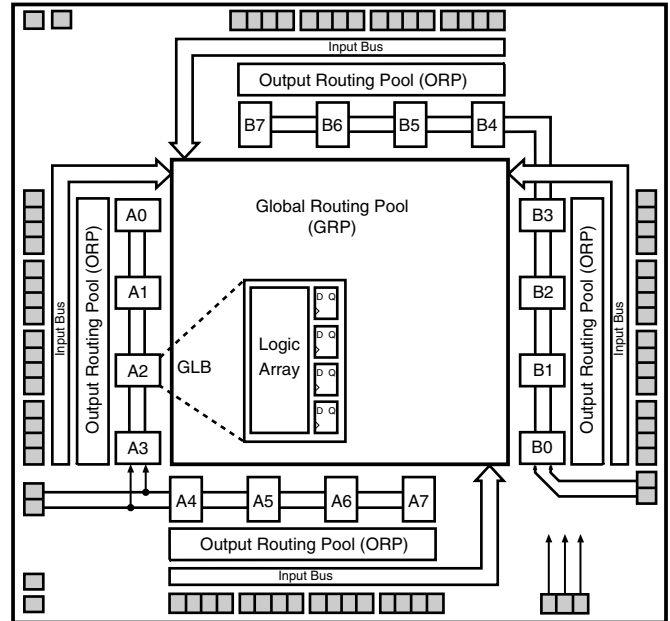 Input Bus
Output Routing Pool (ORP)
B7
B6
B5
B4
Global Routing Pool
(GRP)
Input Bus
Output Routing Pool (ORP)
A0
A1
A2
A3
GLB
Logic
Array
D Q
D Q
D Q
D Q
B3
B2
B1
B0
Output Routing Pool (ORP)
Input Bus
A4
A5
A6
A7
Output Routing Pool (ORP)
Input Bus